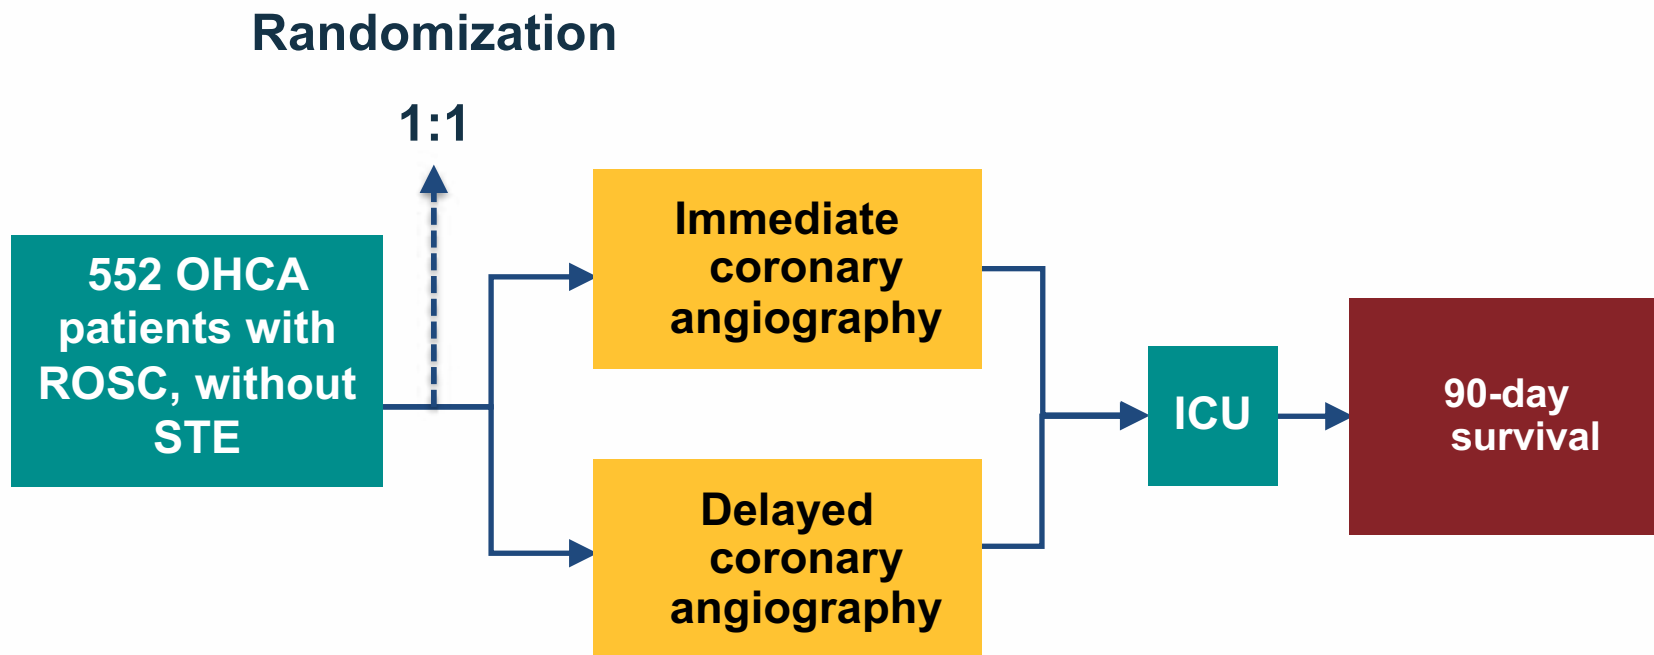 Randomization
1:1
552 OHCA
patients with
ROSC, without
STE
Immediate
coronary
angiography
Delayed
coronary
angiography
ICU
90-day
survival